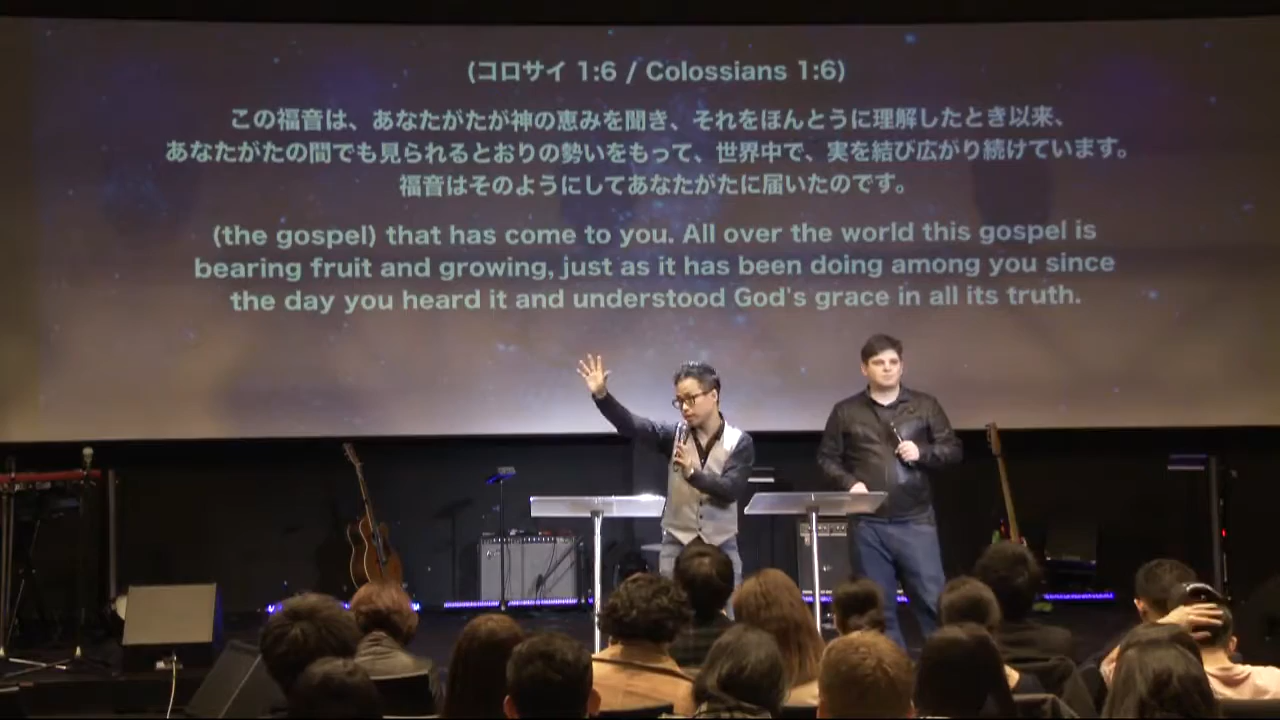 (コロサイ 1:6 / Colossians 1:6)
この福音は、あなたがたが神の恵みを聞き、それをほんとうに理解したとき以来、
あなたがたの間でも見られるとおりの勢いをもって、世界中で、実を結び広がり続けています。
福音はそのようにしてあなたがたに届いたのです。
(the gospel) that has come to you. All over the world this gospel is
bearing fruit and growing, just as it has been doing among you since
the day you heard it and understood God's grace in all its truth.